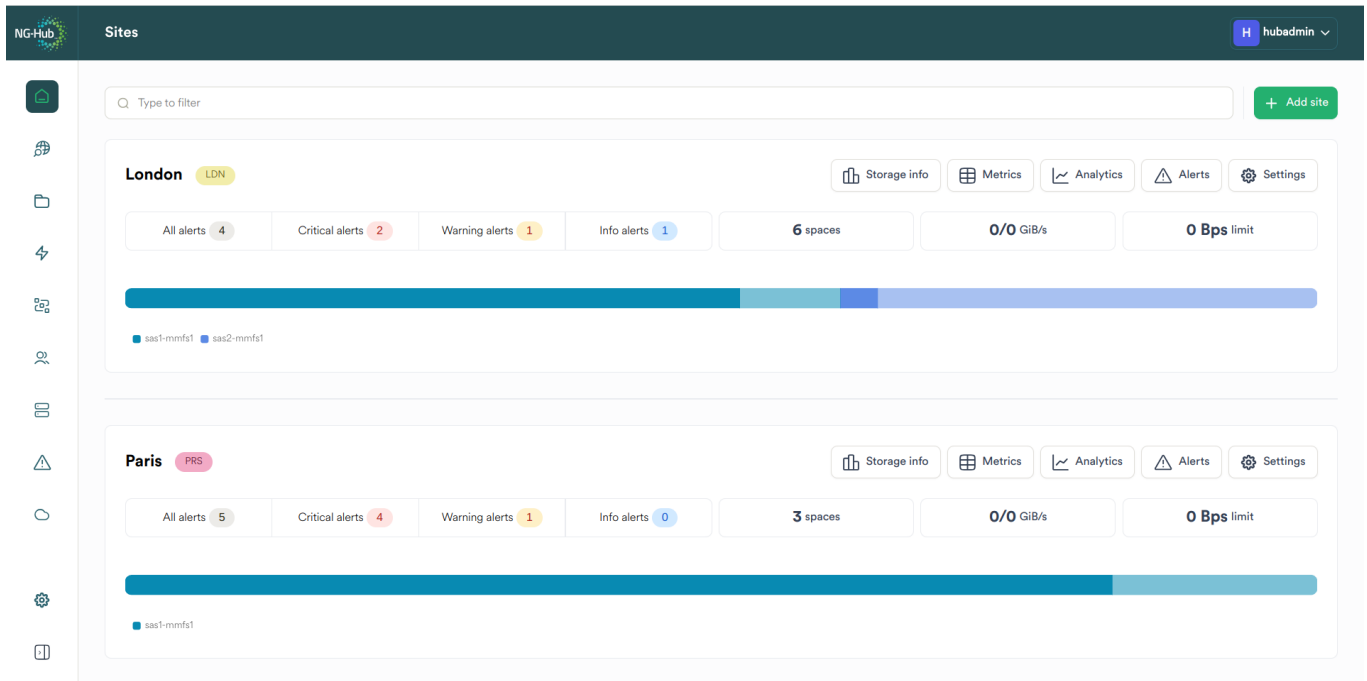 NG-Hub
Sites
H hubadmin
Type to filter
Add site
London LDN
Storage info Metrics Analytics Alerts Settings
All alerts 4 Critical alerts 2 Warning alerts 1 Info alerts 1 6 spaces 0/0 GiB/s 0 Bps limit
sas1-mmfs1 sas2-mmfs1
Paris PRS
Storage info Metrics Analytics Alerts Settings
All alerts 5 Critical alerts 4 Warning alerts 1 Info alerts 0 3 spaces 0/0 GiB/s 0 Bps limit
sas1-mmfs1